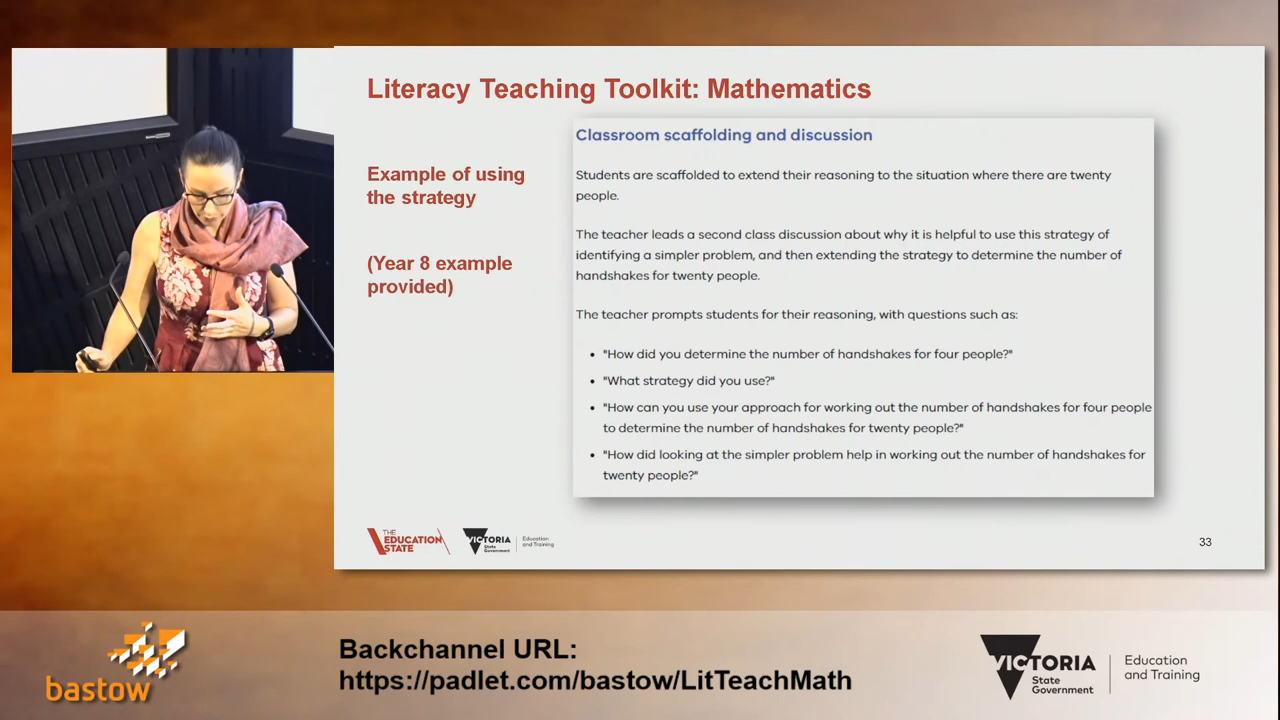 Literacy Teaching Toolkit: Mathematics
Example of using
the strategy
(Year 8 example
provided)
Classroom scaffolding and discussion
Students are scaffolded to extend their reasoning to the situation where there are twenty
people.
The teacher leads a second class discussion about why it is helpful to use this strategy of
identifying a simpler problem, and then extending the strategy to determine the number of
handshakes for twenty people.
The teacher prompts students for their reasoning, with questions such as:
• "How did you determine the number of handshakes for four people?"
• "What strategy did you use?"
• "How can you use your approach for working out the number of handshakes for four people
to determine the number of handshakes for twenty people?"
• "How did looking at the simpler problem help in working out the number of handshakes for
twenty people?"
THE
EDUCATION
STATE
VICTORIA
State
Government
Education
and Training
33
bastow
Backchannel URL:
https://padlet.com/bastow/LitTeachMath
VICTORIA
State
Government
Education
and Training